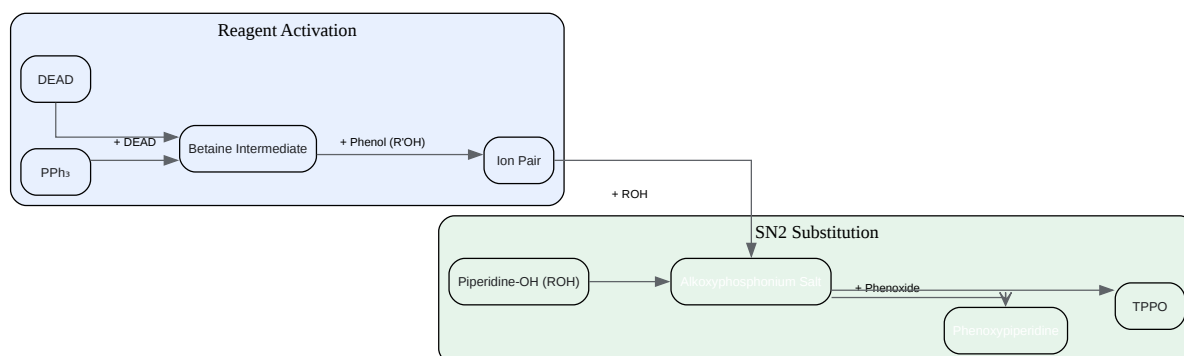 Reagent Activation
DEAD
+ DEAD
+ Phenol (R'OH)
Betaine Intermediate
Ion Pair
PPh₃
+ ROH
SN2 Substitution
Piperidine-OH (ROH)
Alkoxyphosphonium Salt
+ Phenoxide
TPPO
Phenoxypiperidine